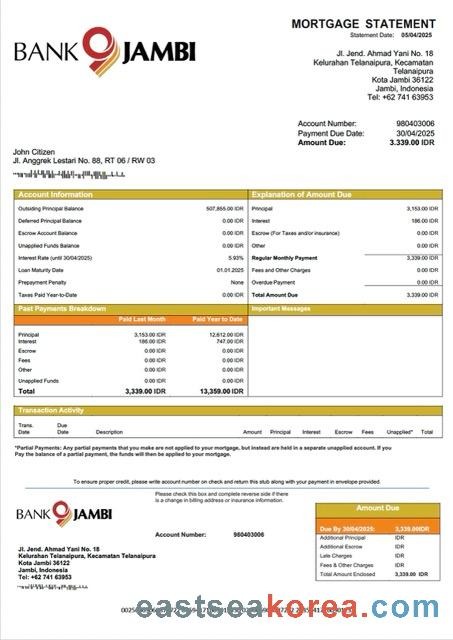 BANK 9 JAMBI
MORTGAGE STATEMENT
Statement Date: 05/04/2025
Jl. Jend. Ahmad Yani No. 18
Kelurahan Telanaipura, Kecamatan
Telanaipura
Kota Jambi 36122
Jambi, Indonesia
Tel: +62 741 63953
Account Number: 980403006
Payment Due Date: 30/04/2025
Amount Due: 3.339.00 IDR
John Citizen
Jl. Anggrek Lestari No. 88, RT 06 / RW 03
Account Information
Outsiding Principal Balance 507,855.00 IDR
Deferred Principal Balance 0.00 IDR
Escrow Account Balance 0.00 IDR
Unapplied Funds Balance 0.00 IDR
Interest Rate (until 30/04/2025) 5.93%
Loan Maturity Date 01.01.2025
Prepayment Penalty None
Taxes Paid Year-to-Date 0.00 IDR
Explanation of Amount Due
Principal 3,153.00 IDR
Interest 186.00 IDR
Escrow (For Taxes and/or insurance) 0.00 IDR
Other 0.00 IDR
Regular Monthly Payment 3,339.00 IDR
Fees and Other Charges 0.00 IDR
Overdue Payment 0.00 IDR
Total Amount Due 3,339.00 IDR
Past Payments Breakdown
Paid Last Month Paid Year to Date
Principal 3,153.00 IDR 12,612.00 IDR
Interest 186.00 IDR 747.00 IDR
Escrow 0.00 IDR 0.00 IDR
Fees 0.00 IDR 0.00 IDR
Other 0.00 IDR 0.00 IDR
Unapplied Funds 0.00 IDR 0.00 IDR
Total 3,339.00 IDR 13,359.00 IDR
Important Messages
Transaction Activity
Trans. Date Due Date Description Amount Principal Interest Escrow Fees Unapplied* Total
*Partial Payments: Any partial payments that you make are not applied to your mortgage, but instead are held in a separate unapplied account. If you
Pay the balance of a partial payment, the funds will then be applied to your mortgage.
To ensure proper credit, please write account number on check and return this stub along with your payment in envelope provided.
Please check this box and complete reverse side if there
is a change in billing address or insurance information.
BANK 9 JAMBI
Account Number: 980403006
Jl. Jend. Ahmad Yani No. 18
Kelurahan Telanaipura, Kecamatan Telanaipura
Kota Jambi 36122
Jambi, Indonesia
Tel: +62 741 63953
Amount Due
Due By 30/04/2025: 3,339.00IDR
Additional Principal IDR
Additional Escrow IDR
Late Charges IDR
Fees & Other Charges IDR
Total Amount Enclosed 3,339.00 IDR
eastseakorea.com